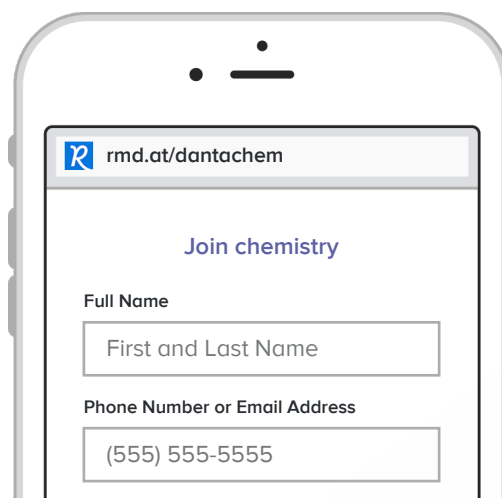 rmd.at/dantachem
Join chemistry
Full Name
First and Last Name
Phone Number or Email Address
(555) 555-5555